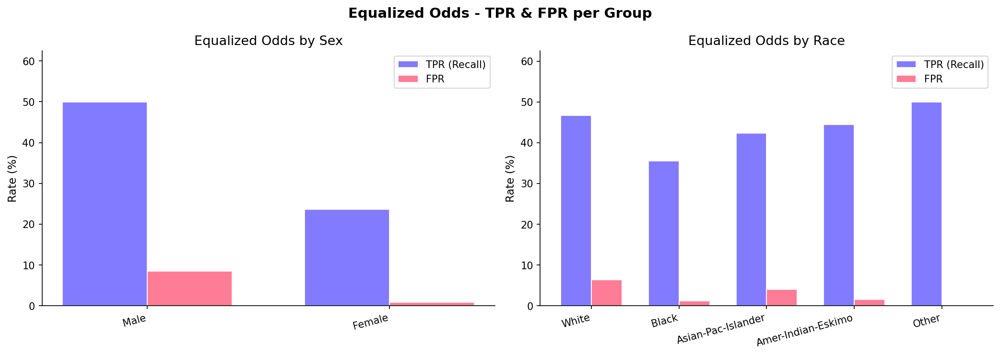 Equalized Odds - TPR & FPR per Group
Equalized Odds by Sex
60
50
40
30
20
10
0
Rate (%)
TPR (Recall)
FPR
Male
Female
Equalized Odds by Race
60
50
40
30
20
10
0
Rate (%)
TPR (Recall)
FPR
White
Black
Asian-Pac-Islander
Amer-Indian-Eskimo
Other